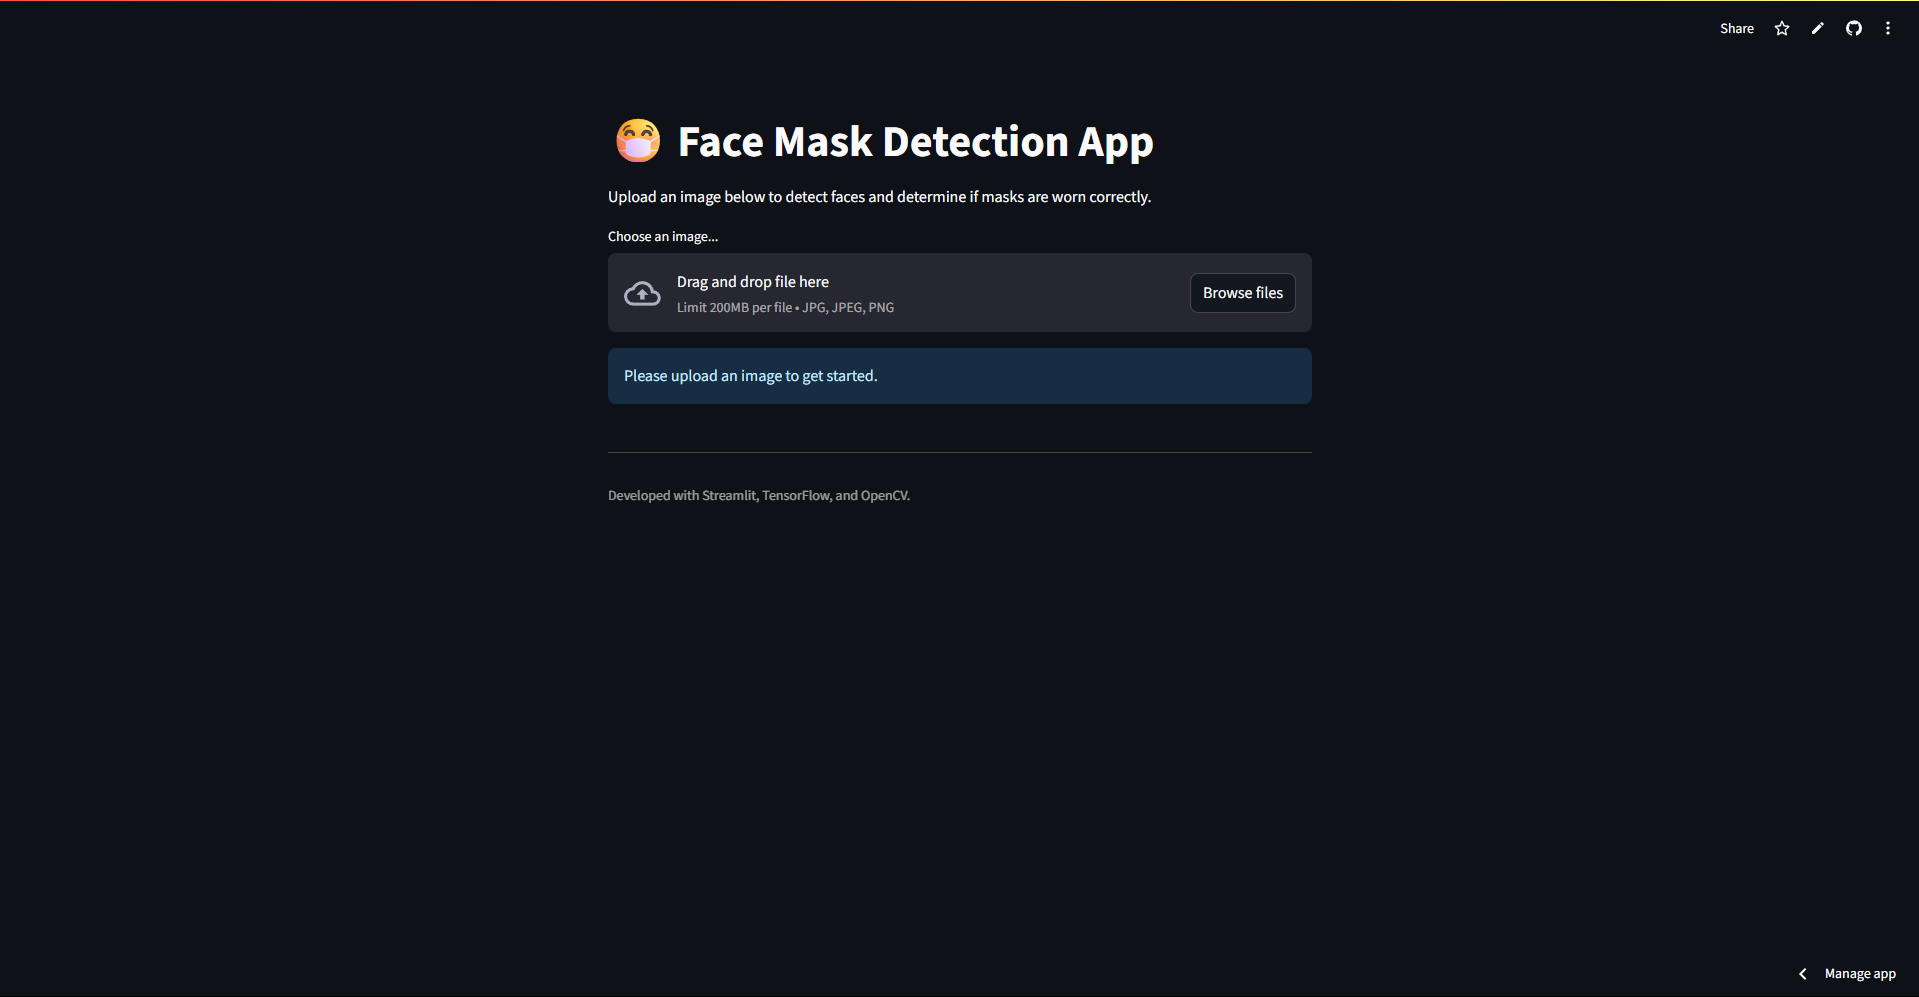 Share
Face Mask Detection App
Upload an image below to detect faces and determine if masks are worn correctly.
Choose an image...
Drag and drop file here
Limit 200MB per file • JPG, JPEG, PNG
Browse files
Please upload an image to get started.
Developed with Streamlit, TensorFlow, and OpenCV.
Manage app